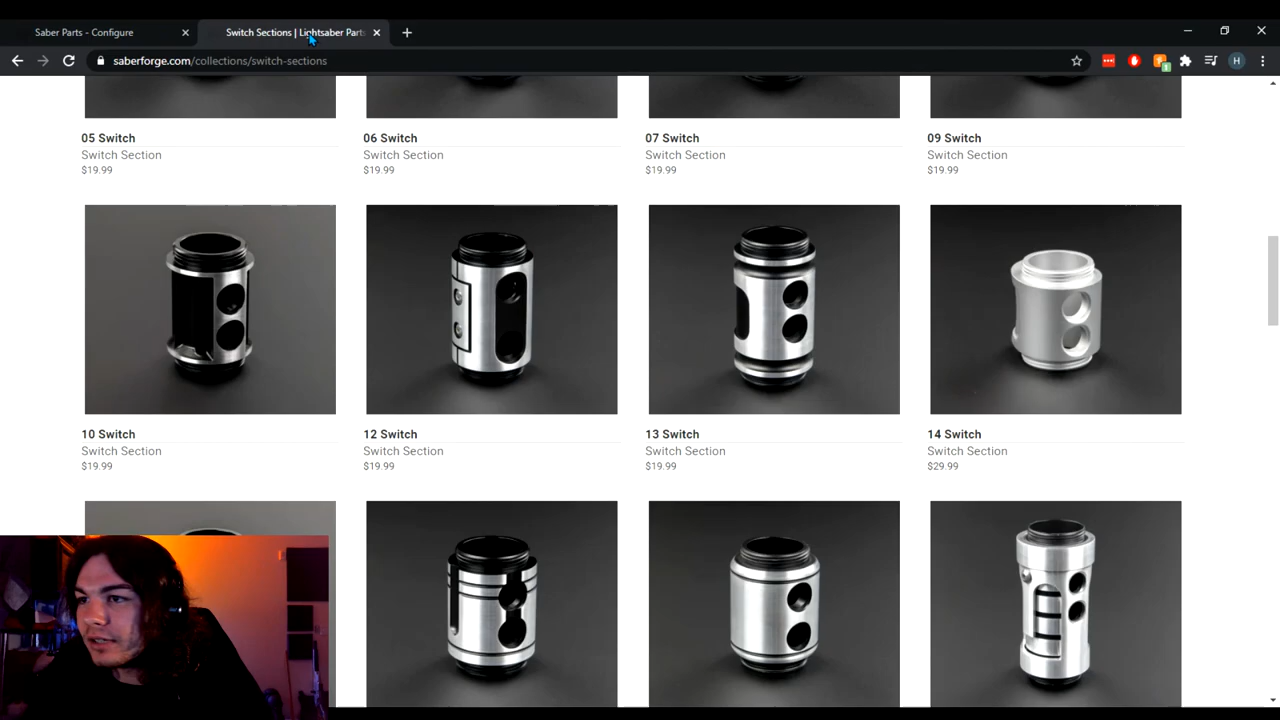 Saber Parts - Configure
Switch Sections | Lightsaber Parts
saberforge.com/collections/switch-sections
H
1
05 Switch
Switch Section
$19.99
06 Switch
Switch Section
$19.99
07 Switch
Switch Section
$19.99
09 Switch
Switch Section
$19.99
10 Switch
Switch Section
$19.99
12 Switch
Switch Section
$19.99
13 Switch
Switch Section
$19.99
14 Switch
Switch Section
$29.99